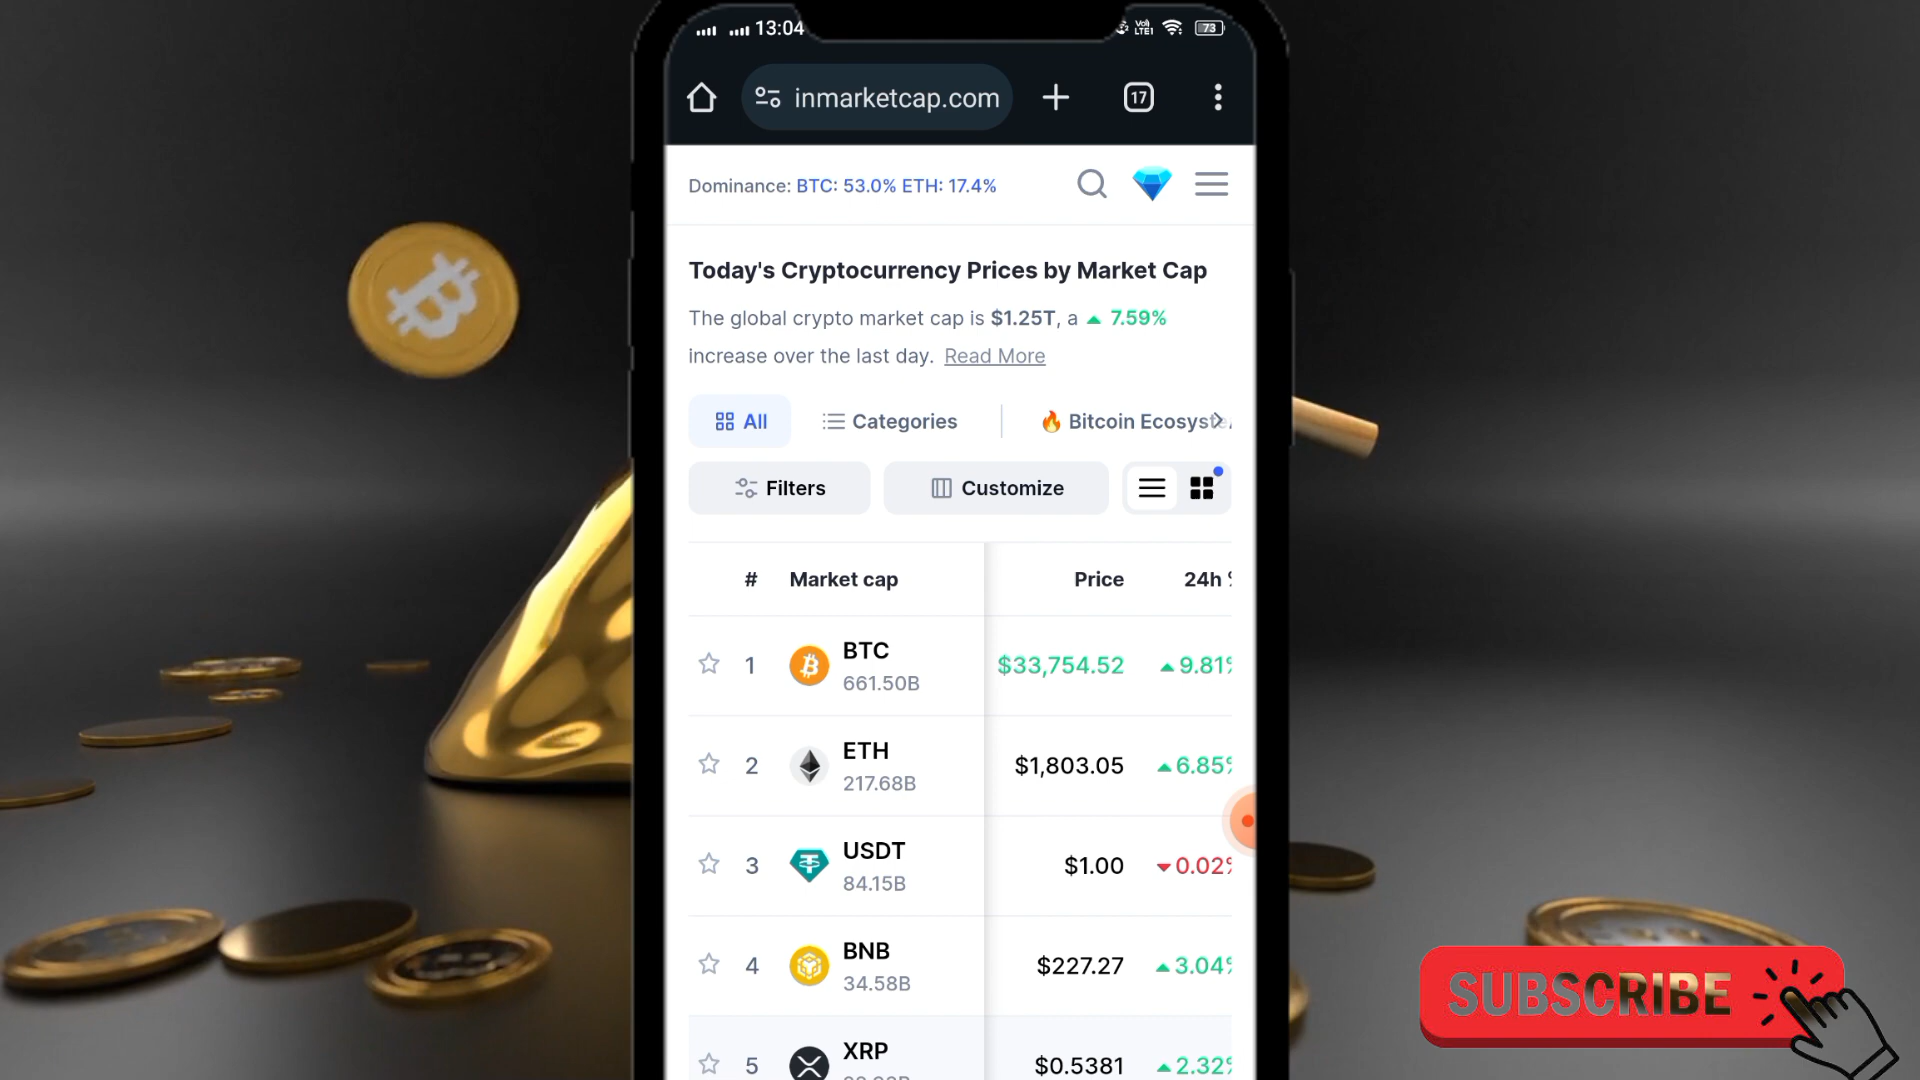 13:04
Vo)
LTE1
73
inmarketcap.com
17
Dominance: BTC: 53.0% ETH: 17.4%
Today's Cryptocurrency Prices by Market Cap
The global crypto market cap is $1.25T, a ▲ 7.59%
increase over the last day. Read More
All
Categories
Bitcoin Ecosyste
Filters
Customize
# Market cap Price 24h
1 BTC $33,754.52 ▲ 9.81%
661.50B
2 ETH $1,803.05 ▲ 6.85%
217.68B
3 USDT $1.00 ▼ 0.02%
84.15B
4 BNB $227.27 ▲ 3.04%
34.58B
5 XRP $0.5381 ▲ 2.32%
SUBSCRIBE